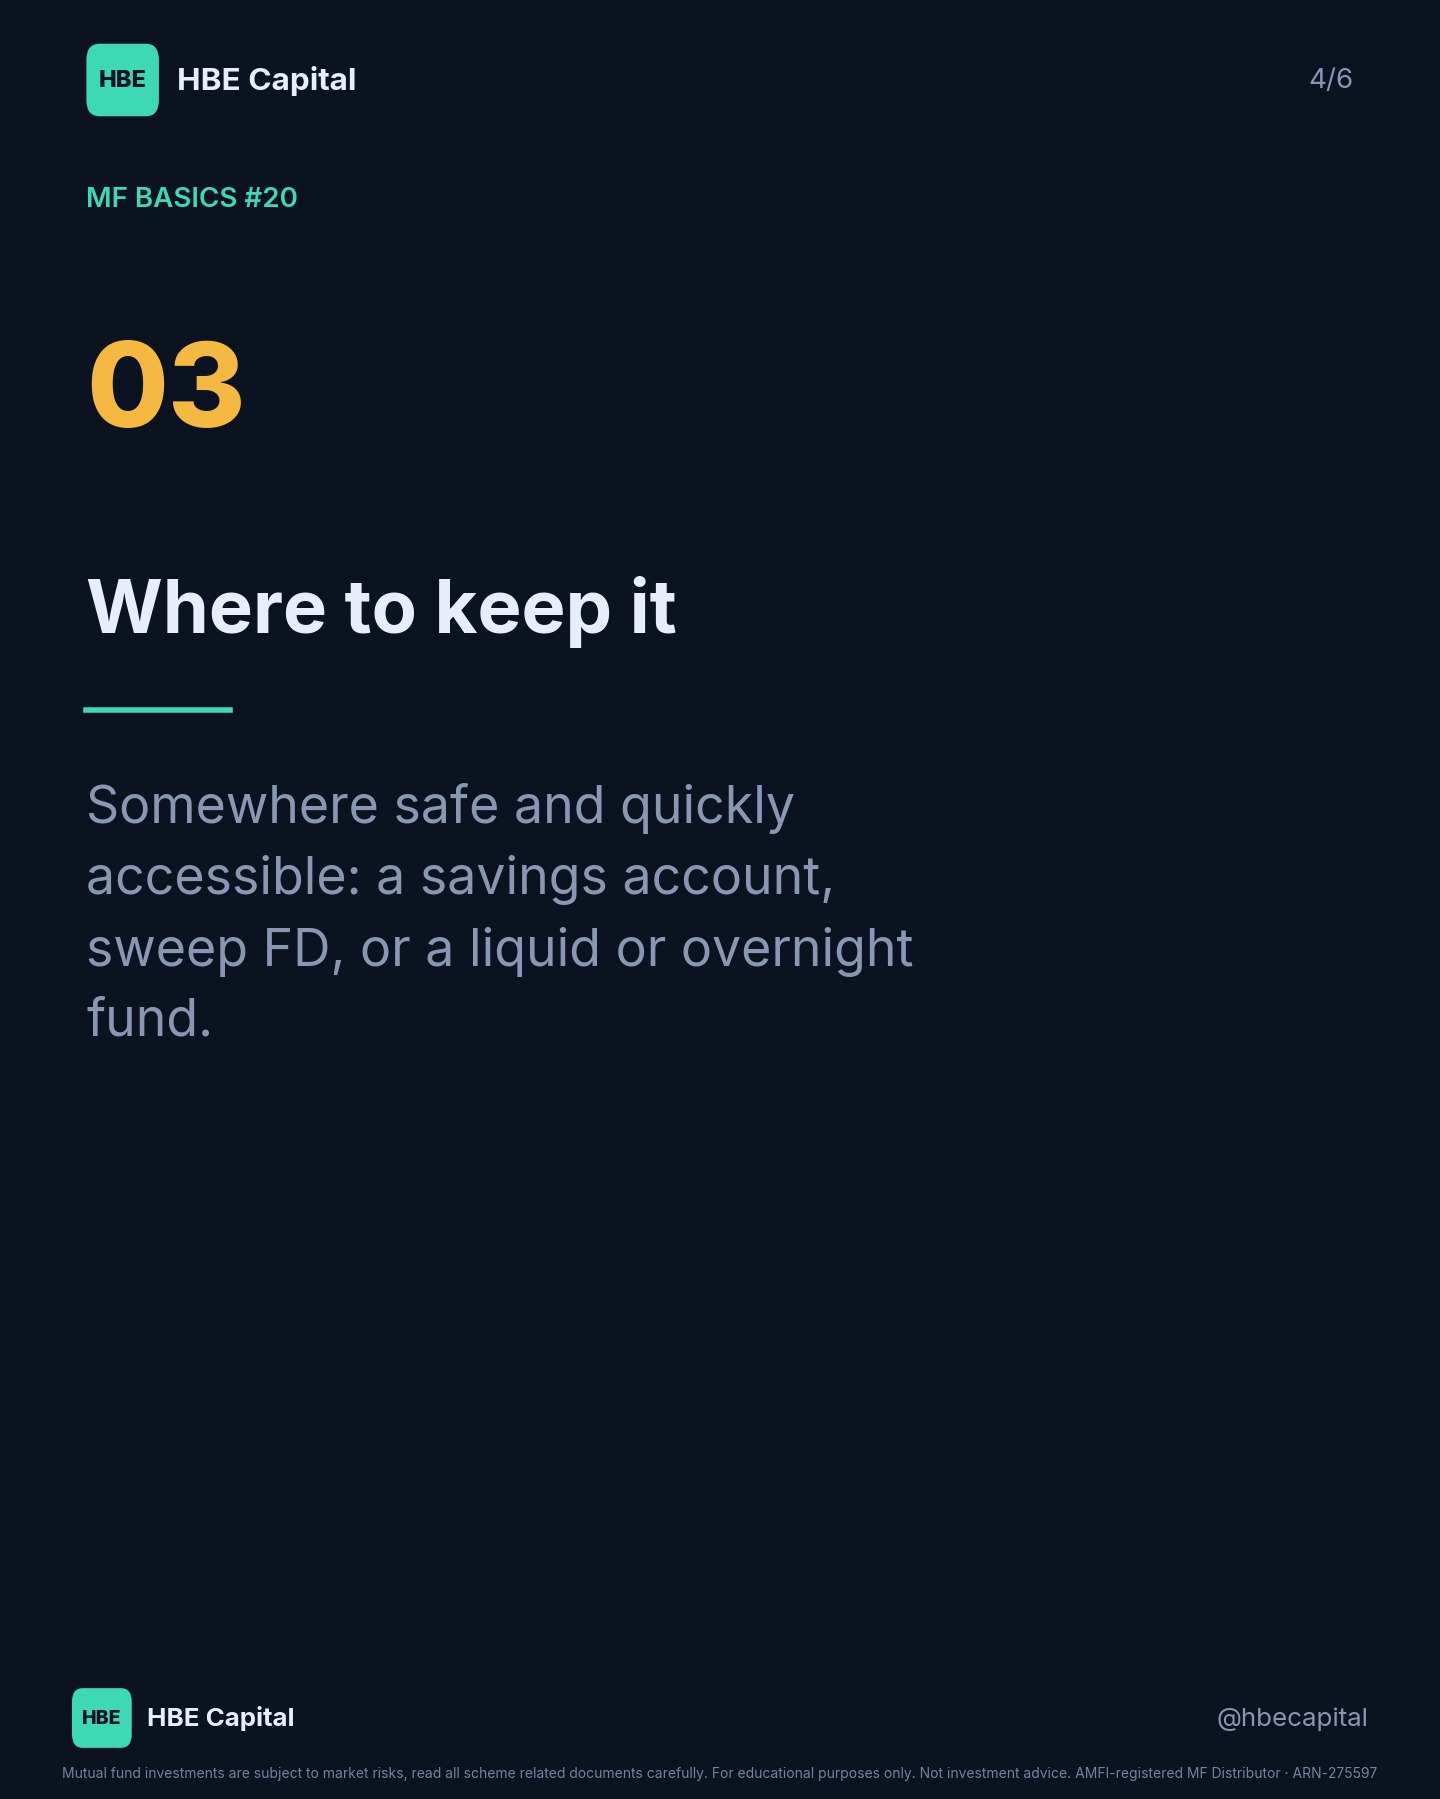 HBE
HBE Capital
4/6
MF BASICS #20
03
Where to keep it
Somewhere safe and quickly
accessible: a savings account,
sweep FD, or a liquid or overnight
fund.
HBE
HBE Capital
@hbecapital
Mutual fund investments are subject to market risks, read all scheme related documents carefully. For educational purposes only. Not investment advice. AMFI-registered MF Distributor · ARN-275597